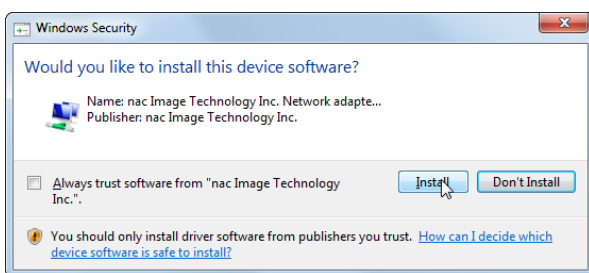 Windows Security
Would you like to install this device software?
Name: nac Image Technology Inc. Network adapte...
Publisher: nac Image Technology Inc.
Always trust software from "nac Image Technology
Inc.".
Install
Don't Install
You should only install driver software from publishers you trust. How can I decide which
device software is safe to install?